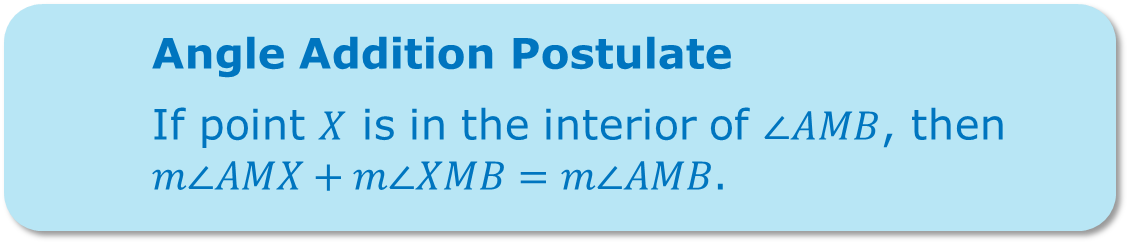 Angle Addition Postulate
If point X is in the interior of ∠AMB, then
m∠AMX + m∠XMB = m∠AMB.